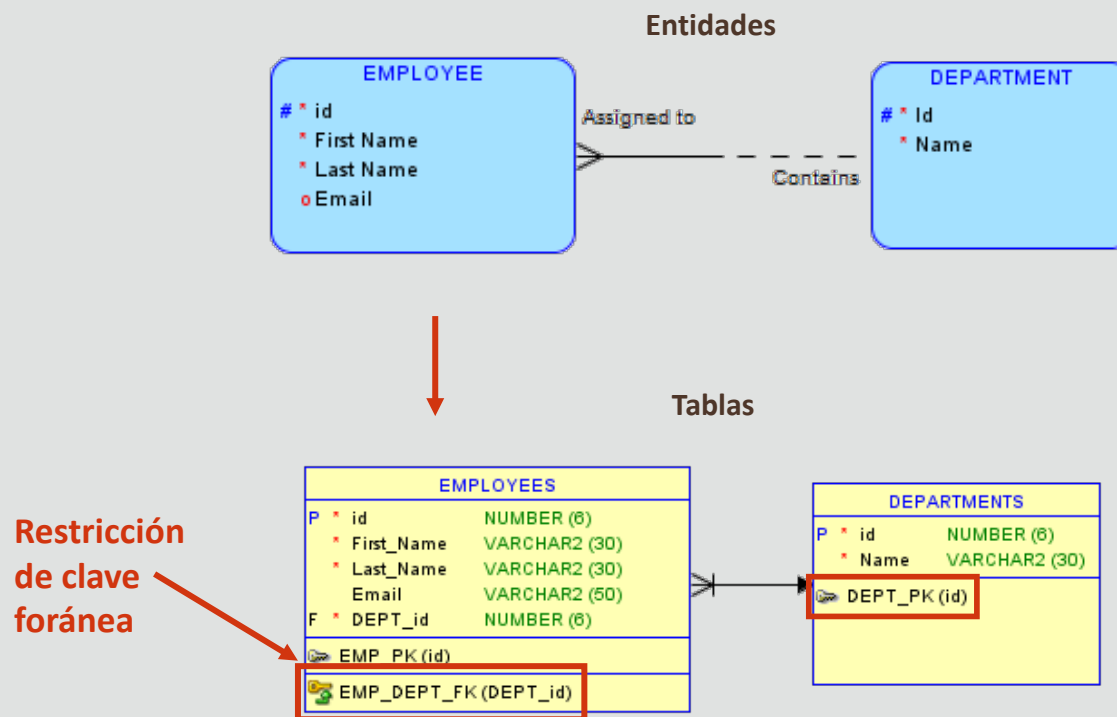 Entidades
EMPLOYEE
# * id
* First Name
* Last Name
o Email
Assigned to
Contains
DEPARTMENT
# * Id
* Name
Tablas
Restricción
de clave
foránea
EMPLOYEES
P * id NUMBER (6)
* First_Name VARCHAR2 (30)
* Last_Name VARCHAR2 (30)
Email VARCHAR2 (50)
F * DEPT_id NUMBER (6)
EMP_PK (id)
EMP_DEPT_FK (DEPT_id)
DEPARTMENTS
P * id NUMBER (6)
* Name VARCHAR2 (30)
DEPT_PK (id)